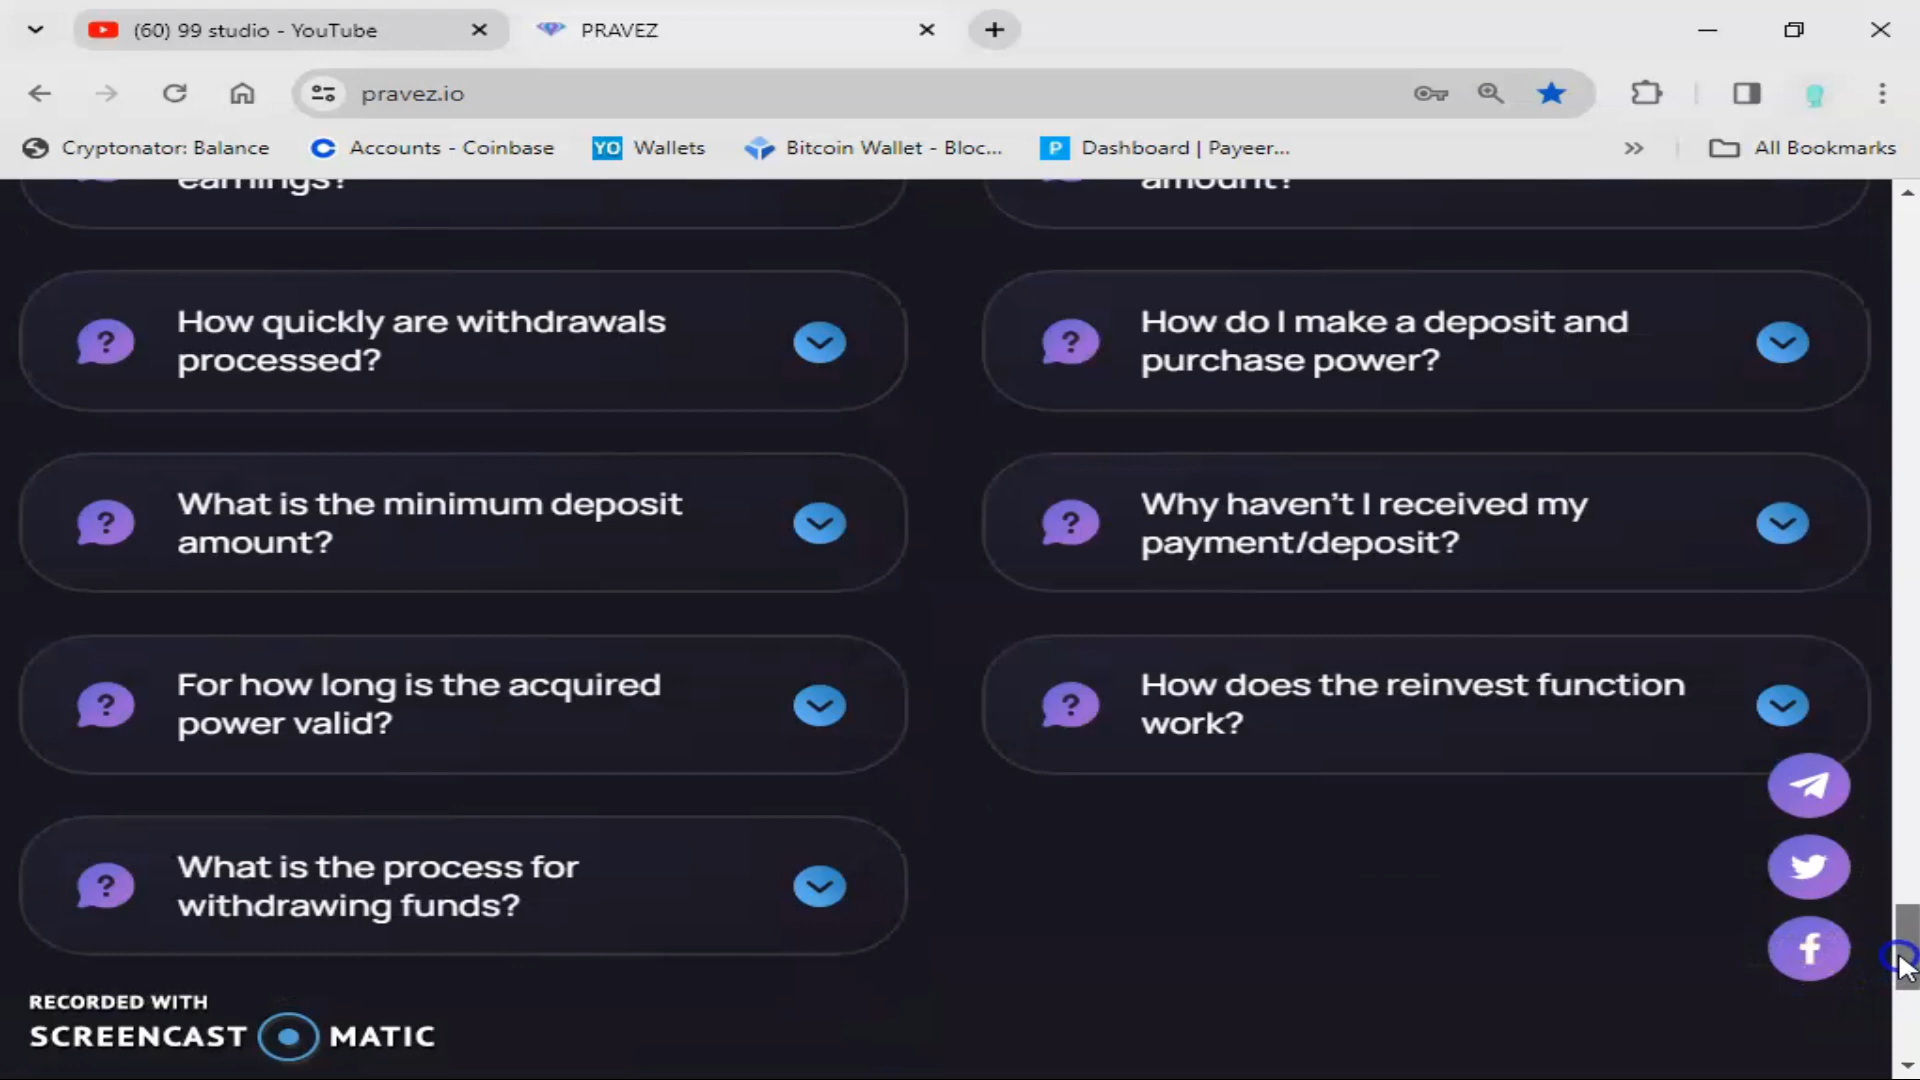 (60) 99 studio - YouTube
PRAVEZ
pravez.io
Cryptonator: Balance
Accounts - Coinbase
YO Wallets
Bitcoin Wallet - Bloc...
P Dashboard | Payeer...
All Bookmarks
earnings?
amount?
How quickly are withdrawals
processed?
How do I make a deposit and
purchase power?
What is the minimum deposit
amount?
Why haven't I received my
payment/deposit?
For how long is the acquired
power valid?
How does the reinvest function
work?
What is the process for
withdrawing funds?
RECORDED WITH
SCREENCAST MATIC